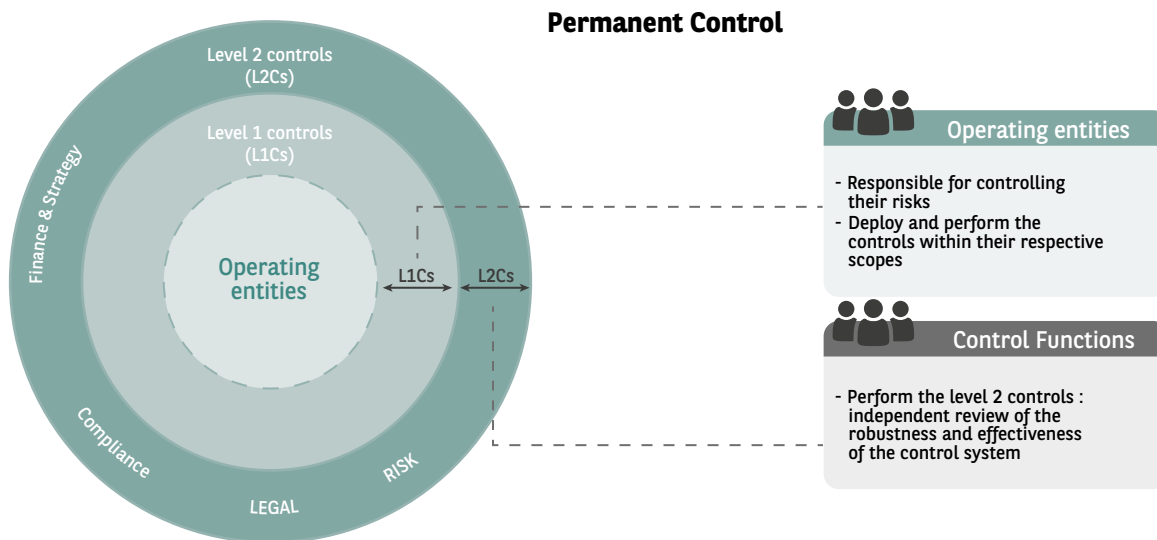 Permanent Control
Level 2 controls
(L2Cs)
Level 1 controls
(L1Cs)
Finance & Strategy
Operating
entities
L1Cs
L2Cs
Compliance
LEGAL
RISK
Operating entities
- Responsible for controlling
their risks
- Deploy and perform the
controls within their respective
scopes
Control Functions
- Perform the level 2 controls :
independent review of the
robustness and effectiveness
of the control system